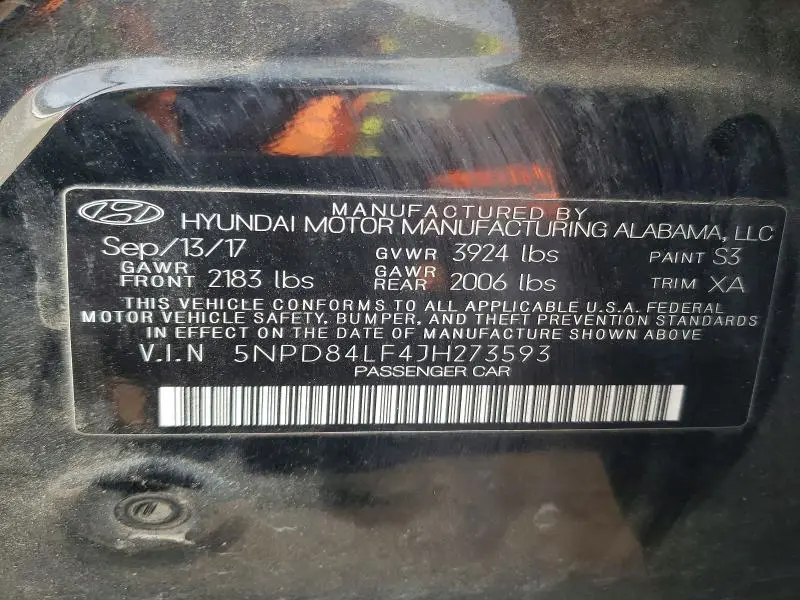 MANUFACTURED BY
HYUNDAI MOTOR MANUFACTURING ALABAMA, LLC
Sep/13/17 GVWR 3924 lbs PAINT S3
GAWR FRONT 2183 lbs GAWR REAR 2006 lbs TRIM XA
THIS VEHICLE CONFORMS TO ALL APPLICABLE U.S.A. FEDERAL
MOTOR VEHICLE SAFETY, BUMPER, AND THEFT PREVENTION STANDARDS
IN EFFECT ON THE DATE OF MANUFACTURE SHOWN ABOVE
V.I.N 5NPD84LF4JH273593
PASSENGER CAR